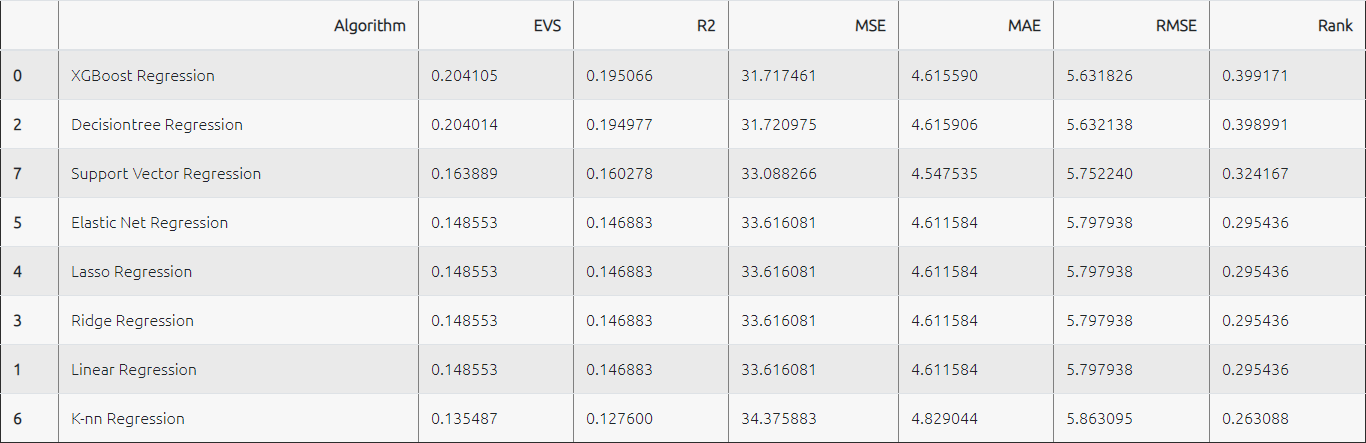 Algorithm EVS R2 MSE MAE RMSE Rank
0 XGBoost Regression 0.204105 0.195066 31.717461 4.615590 5.631826 0.399171
2 Decisiontree Regression 0.204014 0.194977 31.720975 4.615906 5.632138 0.398991
7 Support Vector Regression 0.163889 0.160278 33.088266 4.547535 5.752240 0.324167
5 Elastic Net Regression 0.148553 0.146883 33.616081 4.611584 5.797938 0.295436
4 Lasso Regression 0.148553 0.146883 33.616081 4.611584 5.797938 0.295436
3 Ridge Regression 0.148553 0.146883 33.616081 4.611584 5.797938 0.295436
1 Linear Regression 0.148553 0.146883 33.616081 4.611584 5.797938 0.295436
6 K-nn Regression 0.135487 0.127600 34.375883 4.829044 5.863095 0.263088